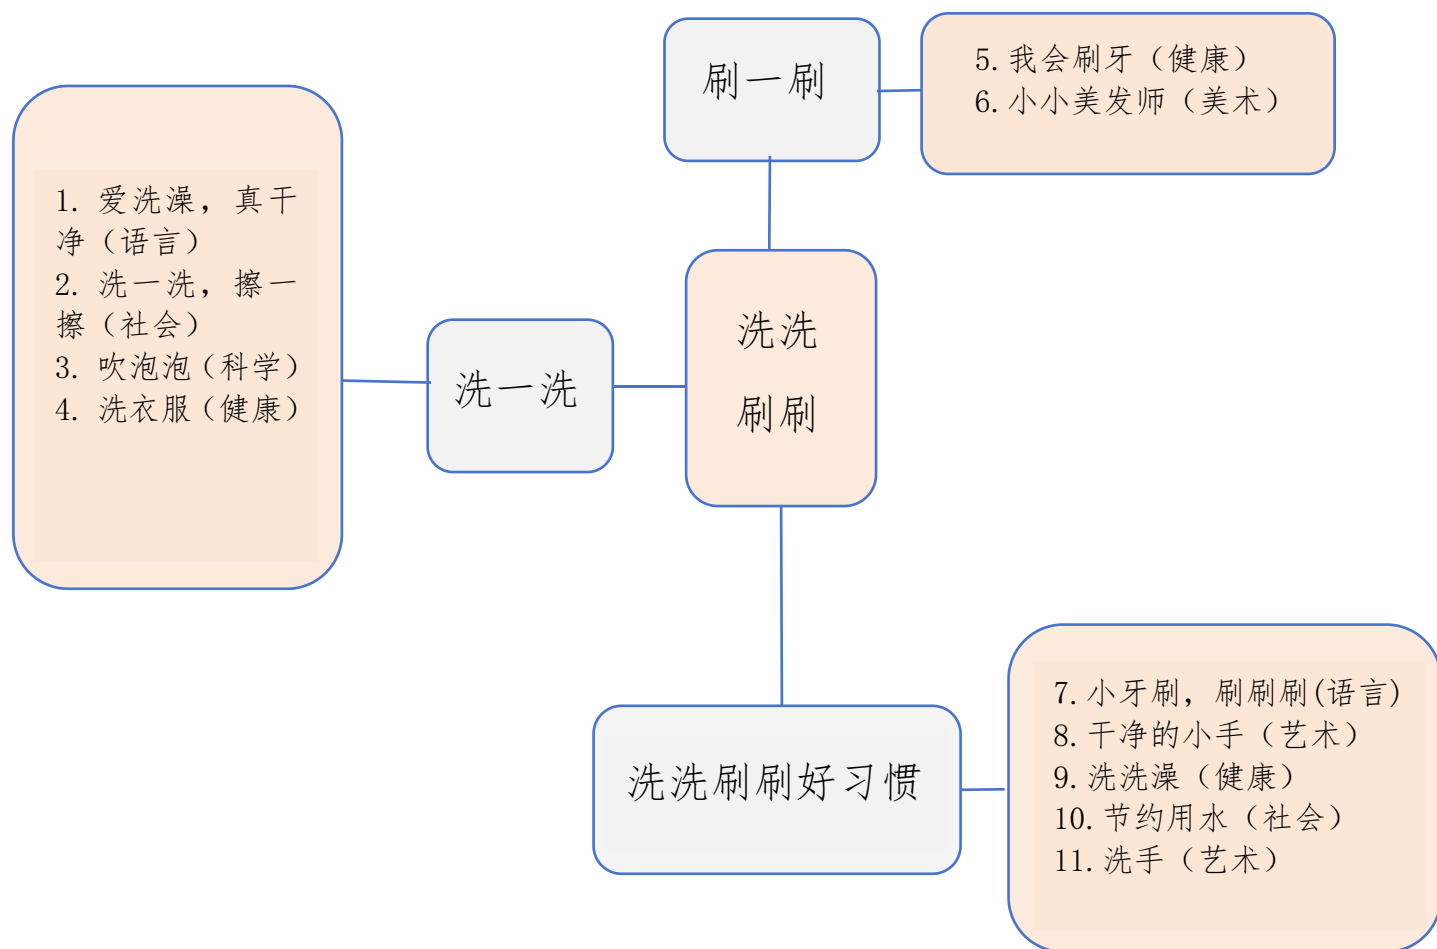 刷一刷
5.我会刷牙（健康）
6.小小美发师（美术）
1. 爱洗澡，真干
净（语言）
2. 洗一洗，擦一
擦（社会）
3. 吹泡泡（科学）
4. 洗衣服（健康）
洗一洗
洗洗
刷刷
洗洗刷刷好习惯
7.小牙刷，刷刷刷(语言)
8.干净的小手（艺术）
9.洗洗澡（健康）
10.节约用水（社会）
11.洗手（艺术）